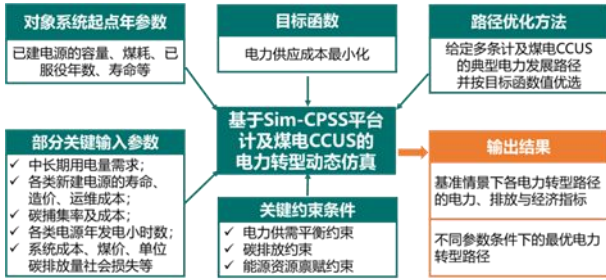 对象系统起点年参数
已建电源的容量、煤耗、已
服役年数、寿命等
目标函数
电力供应成本最小化
路径优化方法
给定多条计及煤电CCUS
的典型电力发展路径
并按目标函数值优选
基于Sim-CPSS平台
计及煤电CCUS的
电力转型动态仿真
部分关键输入参数
✓ 中长期用电量需求；
✓ 各类新建电源的寿命、
造价、运维成本；
✓ 碳捕集率及成本；
✓ 各类电源年发电小时数；
✓ 系统成本、煤价、单位
碳排放量社会损失等
关键约束条件
✓ 电力供需平衡约束
✓ 碳排放约束
✓ 能源资源禀赋约束
输出结果
基准情景下各电力转型路径
的电力、排放与经济指标
不同参数条件下的最优电力
转型路径